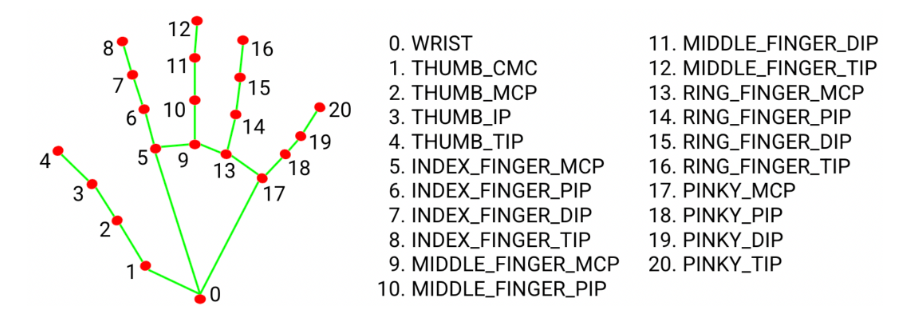 12
8
16
11
7
15
10
20
6
14
19
4
5
9
13
18
3
17
2
1
0
0. WRIST
1. THUMB_CMC
2. THUMB_MCP
3. THUMB_IP
4. THUMB_TIP
5. INDEX_FINGER_MCP
6. INDEX_FINGER_PIP
7. INDEX_FINGER_DIP
8. INDEX_FINGER_TIP
9. MIDDLE_FINGER_MCP
10. MIDDLE_FINGER_PIP
11. MIDDLE_FINGER_DIP
12. MIDDLE_FINGER_TIP
13. RING_FINGER_MCP
14. RING_FINGER_PIP
15. RING_FINGER_DIP
16. RING_FINGER_TIP
17. PINKY_MCP
18. PINKY_PIP
19. PINKY_DIP
20. PINKY_TIP